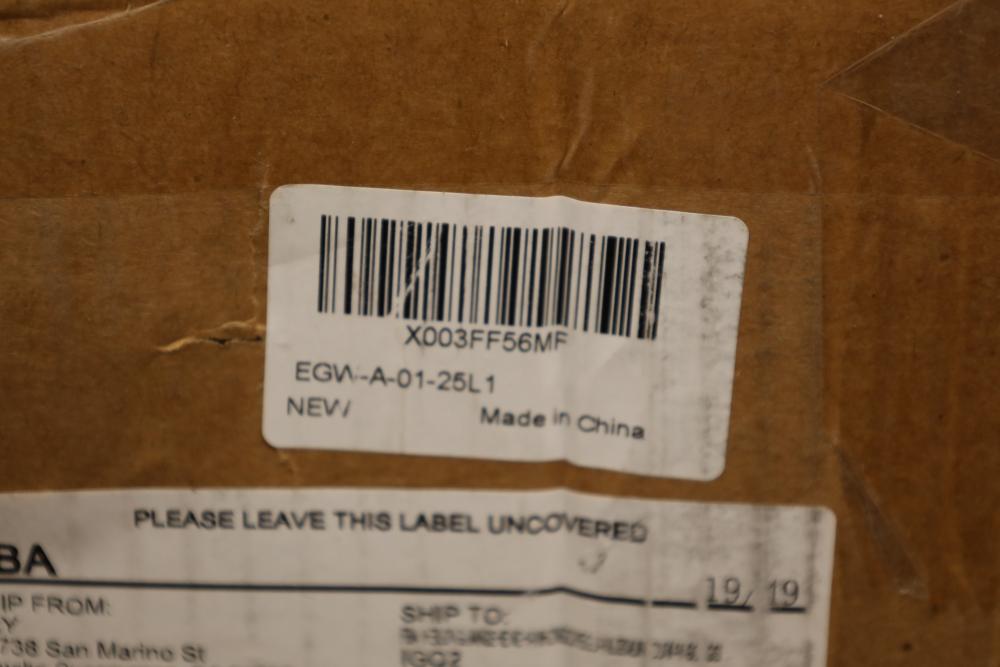 X003FF56MF
EGW-A-01-25L1
NEW
Made in China
PLEASE LEAVE THIS LABEL UNCOVERED
BA
19/ 19
IP FROM:
SHIP TO:
Y
738 San Marino St
IGQ2